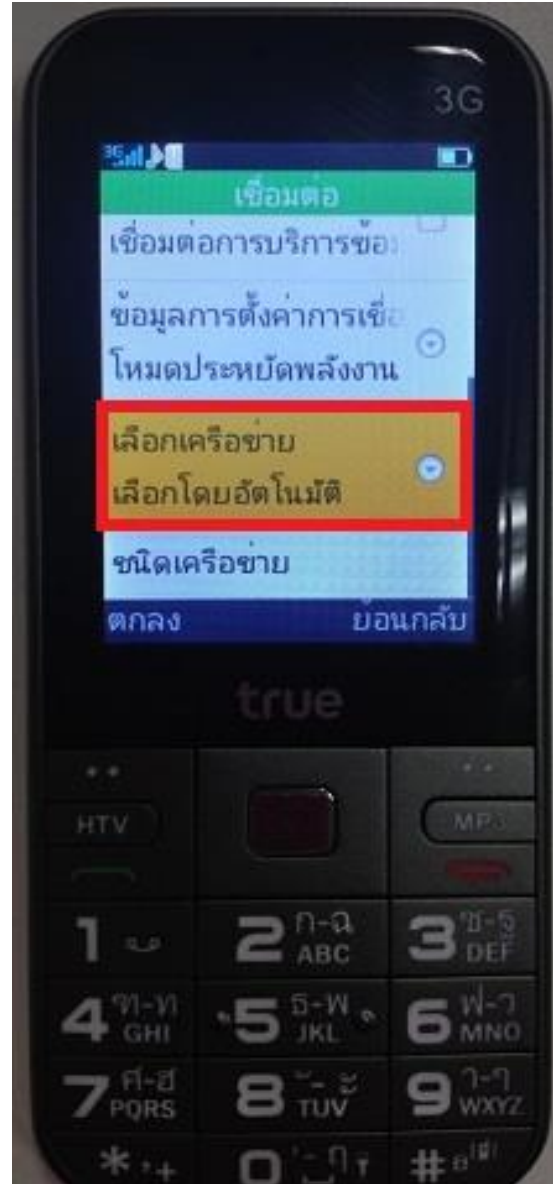 3G
3G
เชื่อมต่อ
เชื่อมต่อการบริการข้อ
ข้อมูลการตั้งค่าการเชื่อ
โหมดประหยัดพลังงาน
เลือกเครือข่าย
เลือกโดยอัตโนมัติ
ชนิดเครือข่าย
ตกลง ย้อนกลับ
true
HTV MP3
1 2 ก-ฉ ABC 3 ช-ฐ DEF
4 ฑ-ท GHI 5 ธ-พ JKL 6 ฟ-ว MNO
7 ศ-ฮ PQRS 8 TUV 9 WXYZ
* + 0 #